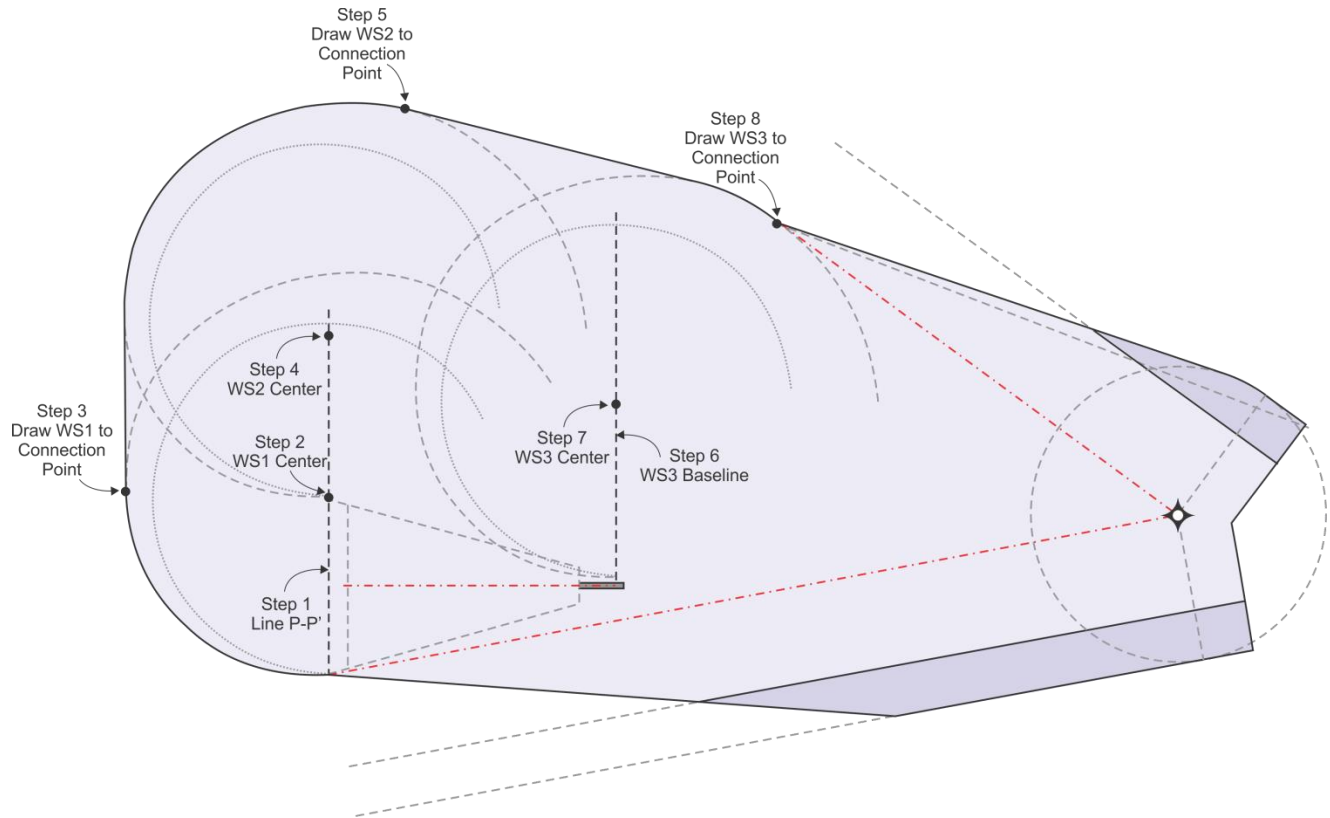 Step 5
Draw WS2 to
Connection
Point
Step 8
Draw WS3 to
Connection
Point
Step 4
WS2 Center
Step 3
Draw WS1 to
Connection
Point
Step 2
WS1 Center
Step 7
WS3 Center
Step 6
WS3 Baseline
Step 1
Line P-P'